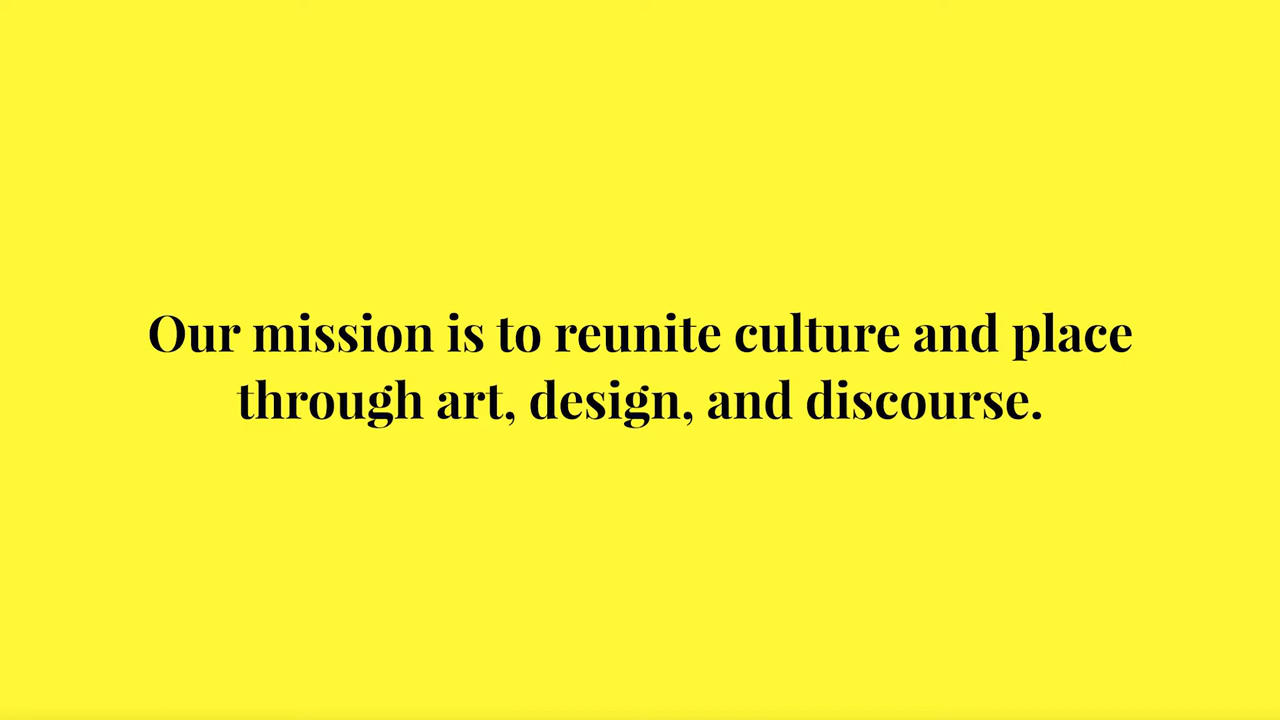 Our mission is to reunite culture and place
through art, design, and discourse.